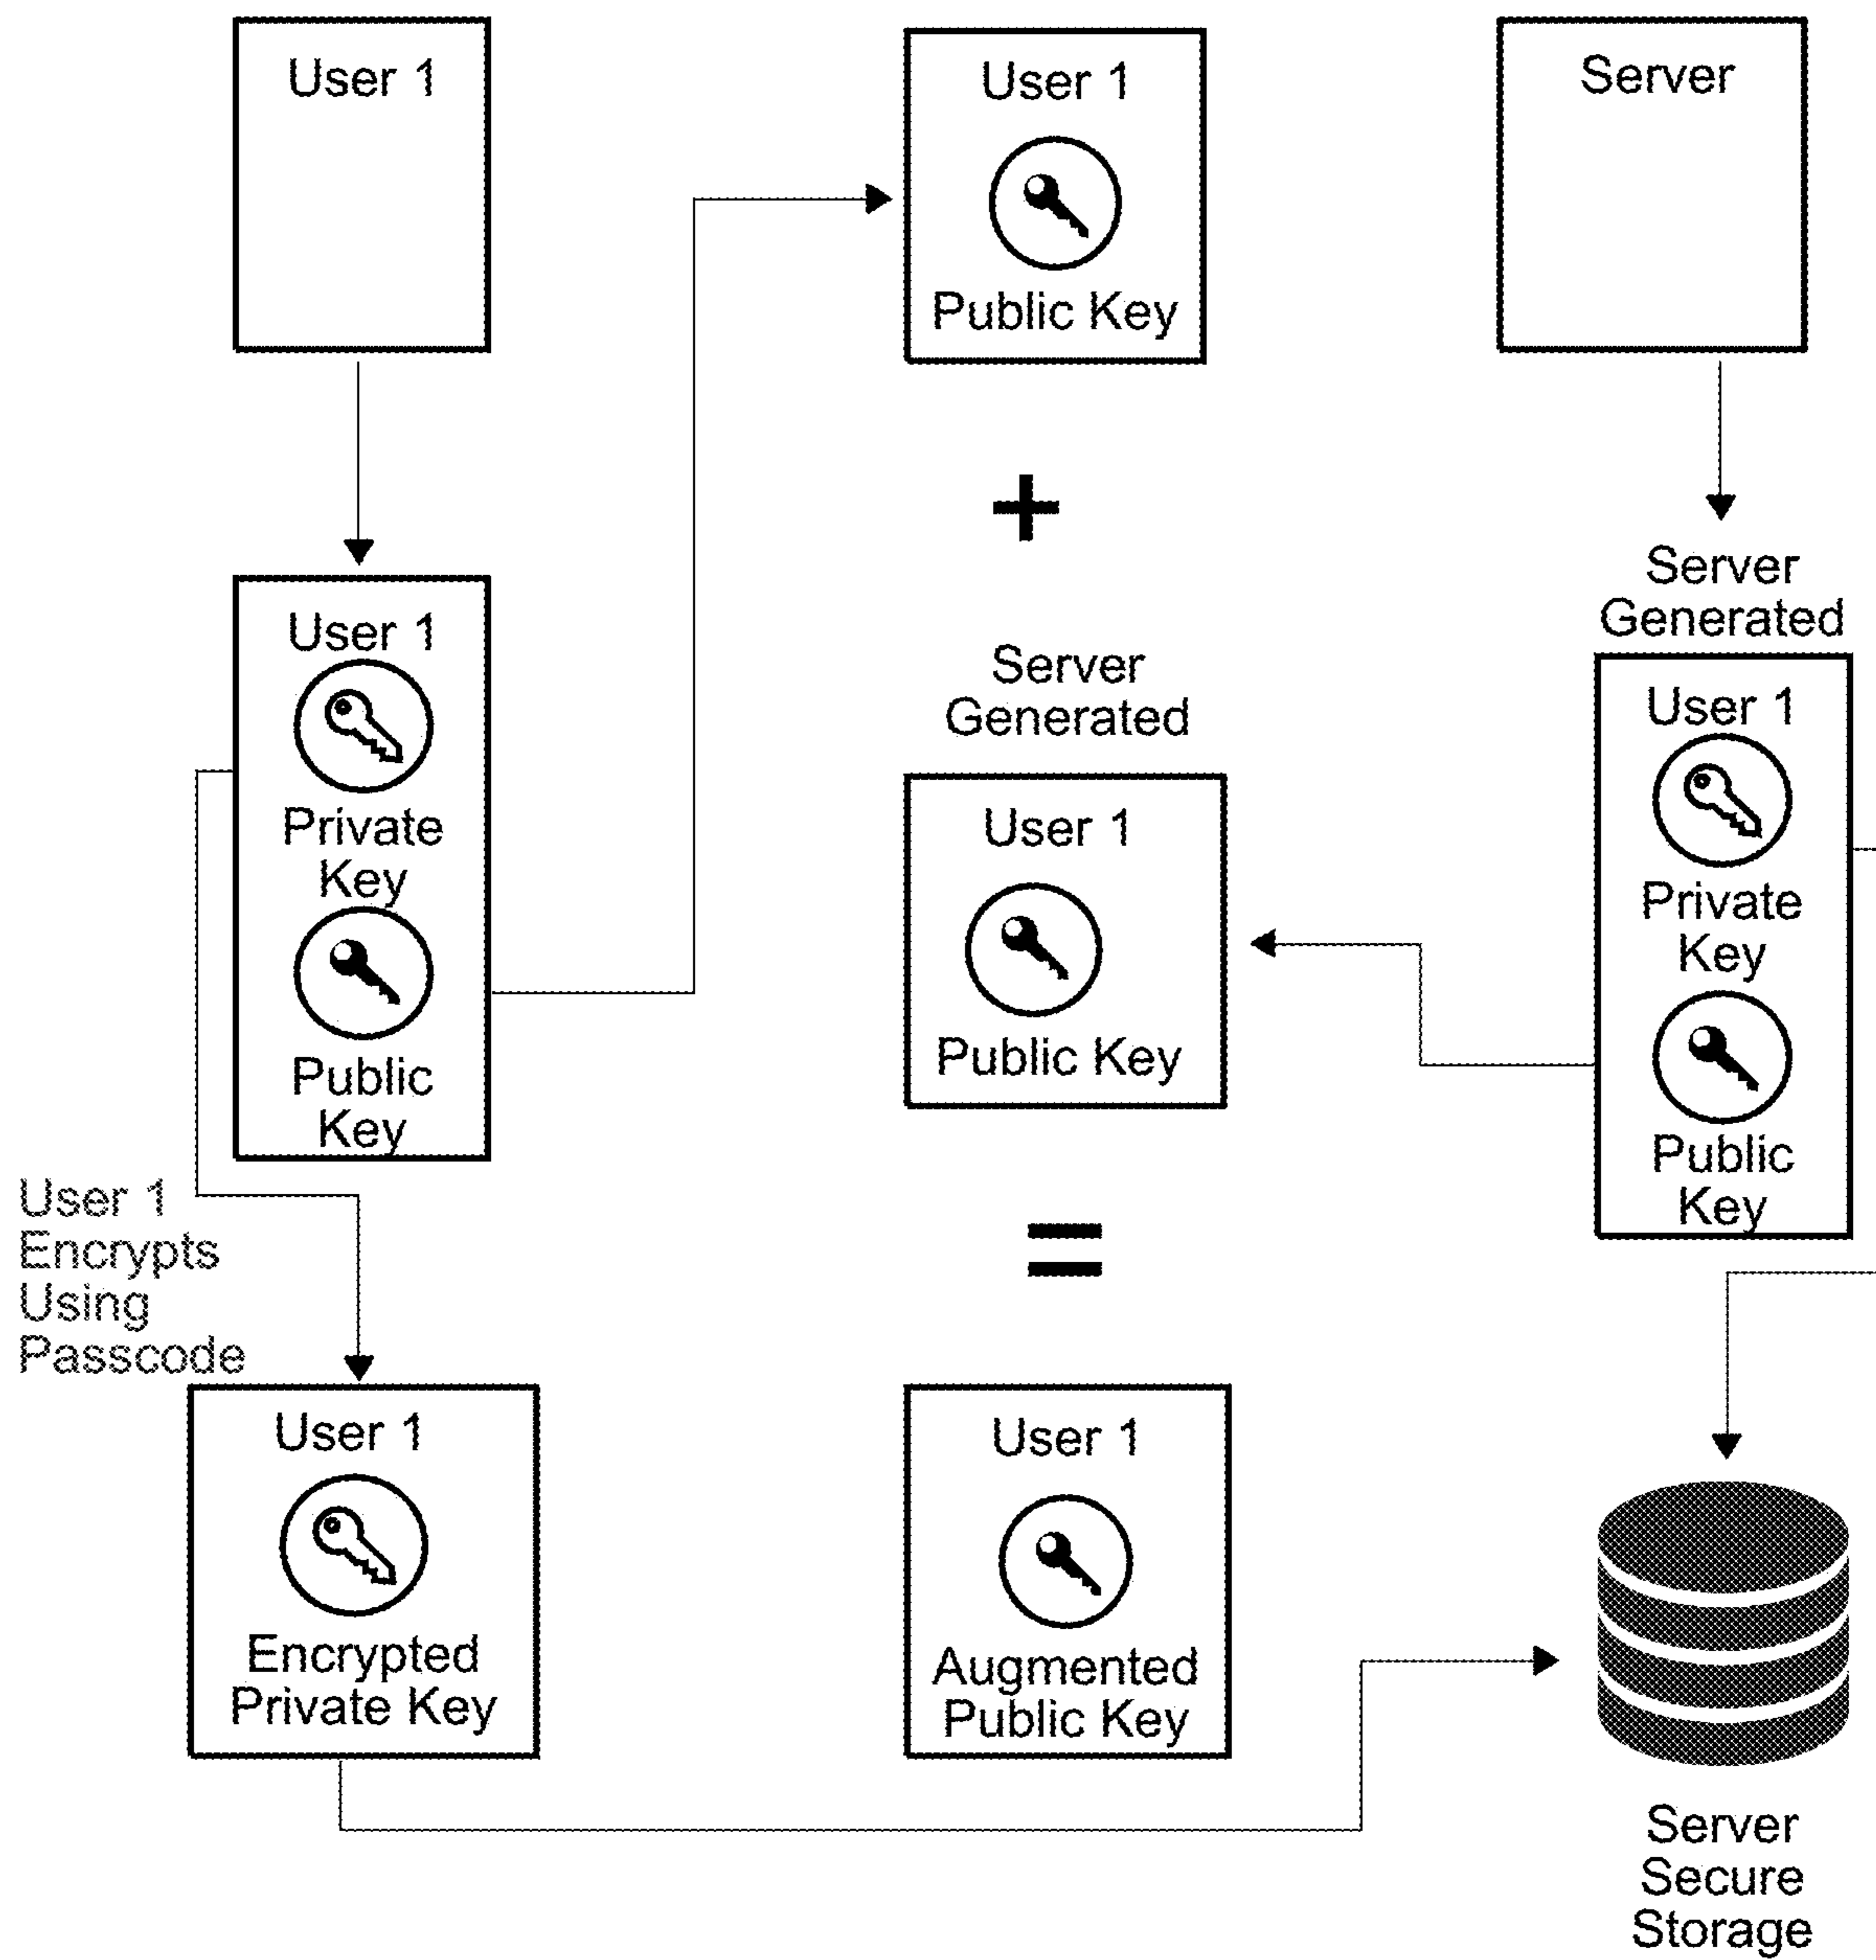 User 1
User 1
Public Key
Server
+
Server
Generated
User 1
Private
Key
Public
Key
Server
Generated
User 1
Public Key
User 1
Private
Key
Public
Key
=
User 1
Encrypts
Using
Passcode
User 1
Encrypted
Private Key
User 1
Augmented
Public Key
Server
Secure
Storage